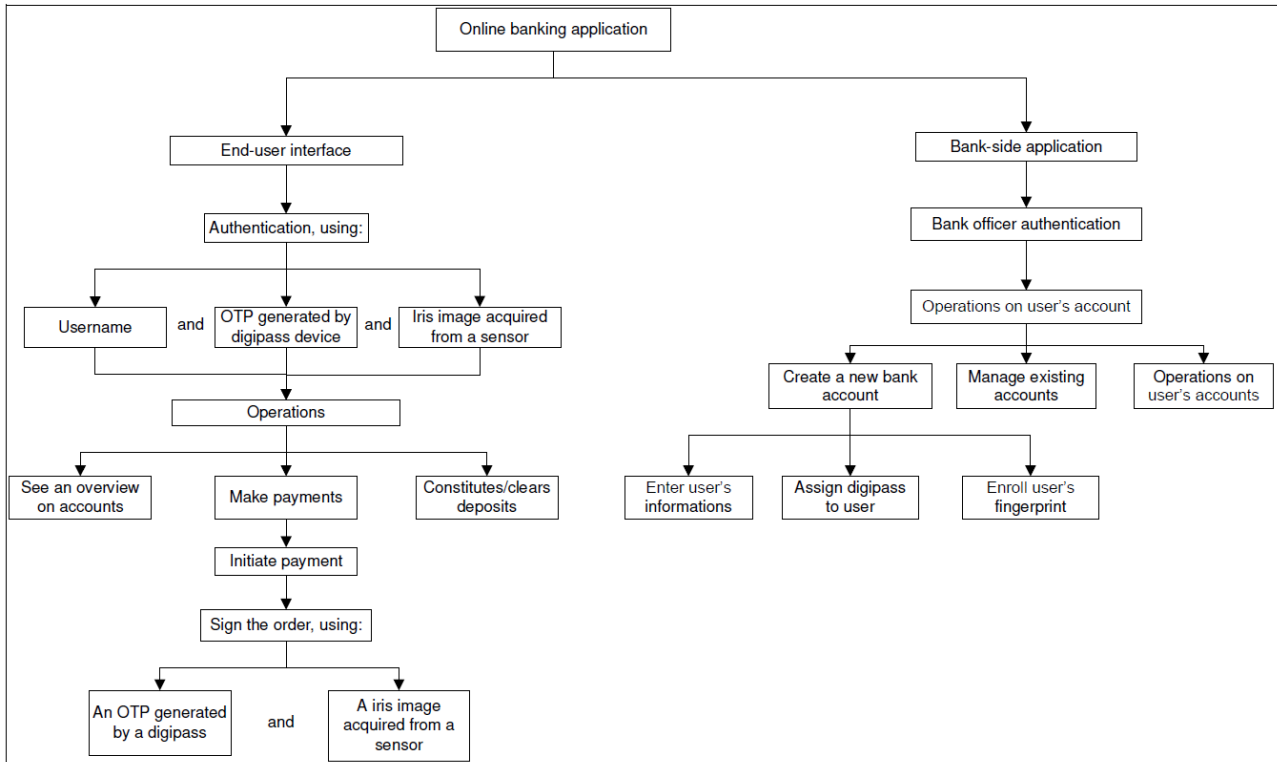 Online banking application
End-user interface
Bank-side application
Authentication, using:
Bank officer authentication
Username
and
OTP generated by
digipass device
and
Iris image acquired
from a sensor
Operations on user's account
Operations
Create a new bank
account
Manage existing
accounts
Operations on
user's accounts
See an overview
on accounts
Make payments
Constitutes/clears
deposits
Enter user's
informations
Assign digipass
to user
Enroll user's
fingerprint
Initiate payment
Sign the order, using:
An OTP generated
by a digipass
and
A iris image
acquired from a
sensor